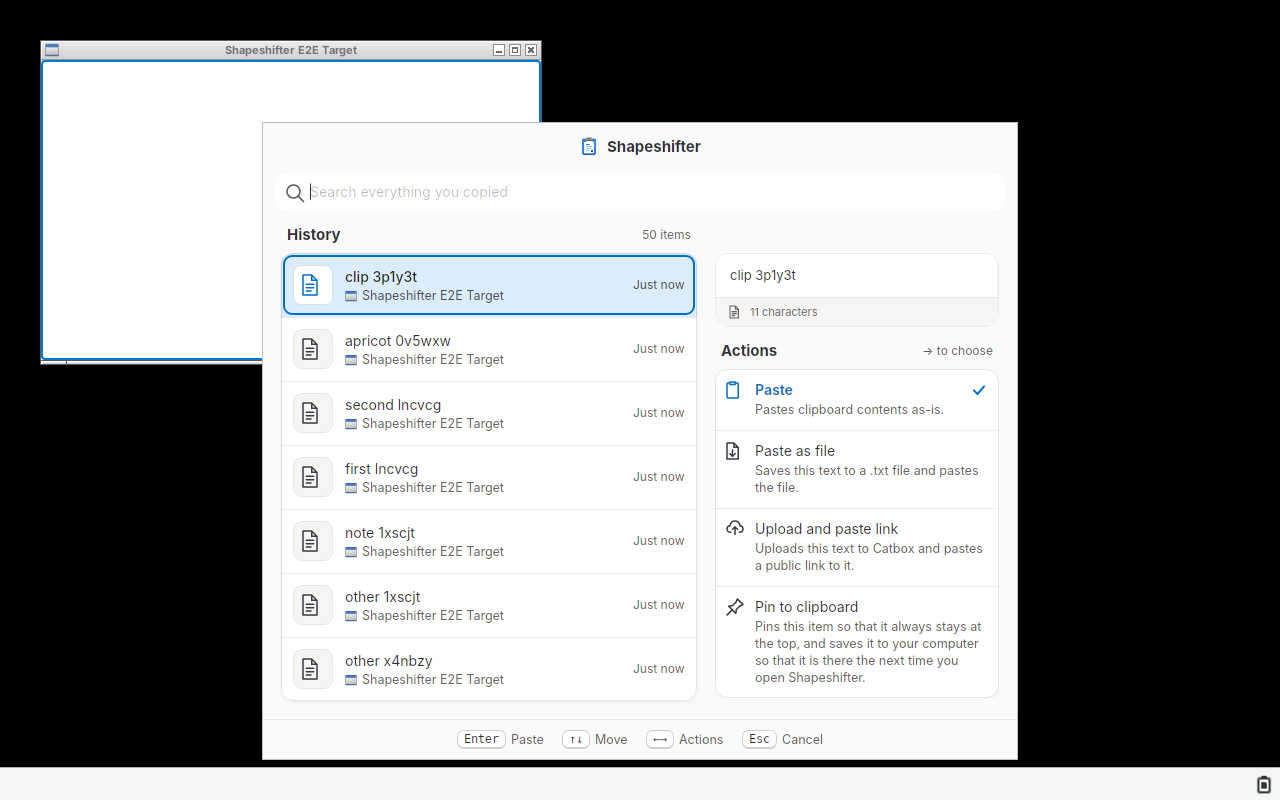 Shapeshifter E2E Target
Shapeshifter
Search everything you copied
History
50 items
clip 3p1y3t
Shapeshifter E2E Target
Just now
apricot 0v5wxw
Shapeshifter E2E Target
Just now
second lncvcg
Shapeshifter E2E Target
Just now
first lncvcg
Shapeshifter E2E Target
Just now
note 1xscjt
Shapeshifter E2E Target
Just now
other 1xscjt
Shapeshifter E2E Target
Just now
other x4nbzy
Shapeshifter E2E Target
Just now
clip 3p1y3t
11 characters
Actions
→ to choose
Paste
Pastes clipboard contents as-is.
Paste as file
Saves this text to a .txt file and pastes
the file.
Upload and paste link
Uploads this text to Catbox and pastes
a public link to it.
Pin to clipboard
Pins this item so that it always stays at
the top, and saves it to your computer
so that it is there the next time you
open Shapeshifter.
Enter Paste ↑↓ Move ←→ Actions Esc Cancel